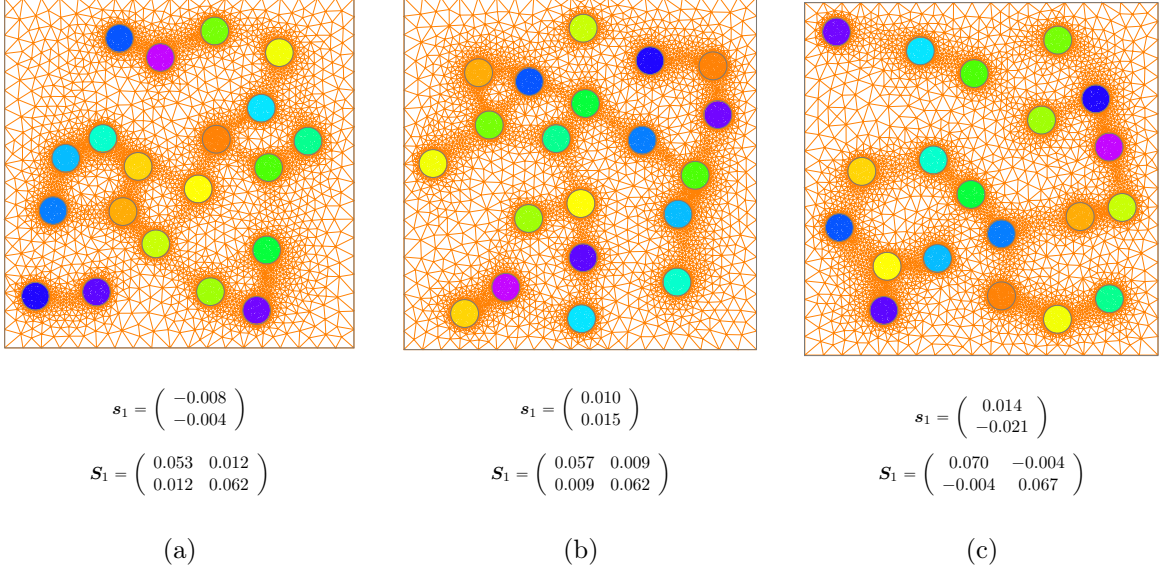 s₁ = ( −0.008
−0.004 )
S₁ = ( 0.053 0.012
0.012 0.062 )
(a)
s₁ = ( 0.010
0.015 )
S₁ = ( 0.057 0.009
0.009 0.062 )
(b)
s₁ = ( 0.014
−0.021 )
S₁ = ( 0.070 −0.004
−0.004 0.067 )
(c)